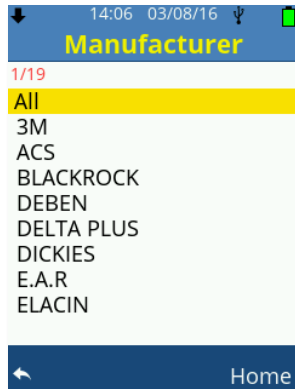 14:06 03/08/16
Manufacturer
1/19
All
3M
ACS
BLACKROCK
DEBEN
DELTA PLUS
DICKIES
E.A.R
ELACIN
Home